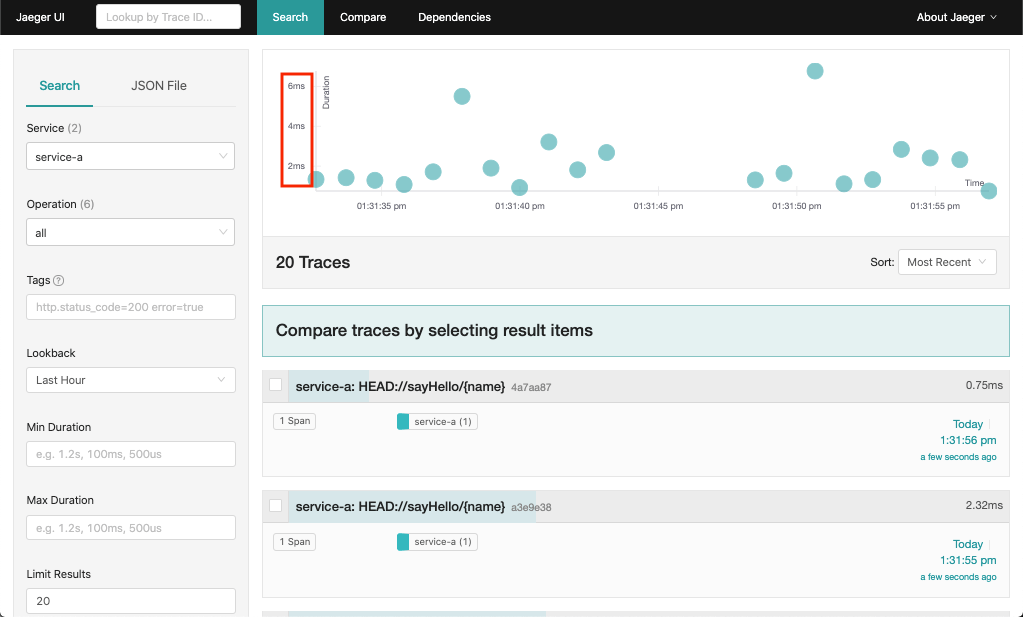 Jaeger UI
Lookup by Trace ID...
Search
Compare
Dependencies
About Jaeger
Search
JSON File
Service (2)
service-a
Operation (6)
all
Tags
http.status_code=200 error=true
Lookback
Last Hour
Min Duration
e.g. 1.2s, 100ms, 500us
Max Duration
e.g. 1.2s, 100ms, 500us
Limit Results
20
6ms
4ms
2ms
Duration
Time
01:31:35 pm
01:31:40 pm
01:31:45 pm
01:31:50 pm
01:31:55 pm
20 Traces
Sort: Most Recent
Compare traces by selecting result items
service-a: HEAD://sayHello/{name} 4a7aa87
0.75ms
1 Span
service-a (1)
Today
1:31:56 pm
a few seconds ago
service-a: HEAD://sayHello/{name} a3e9e38
2.32ms
1 Span
service-a (1)
Today
1:31:55 pm
a few seconds ago